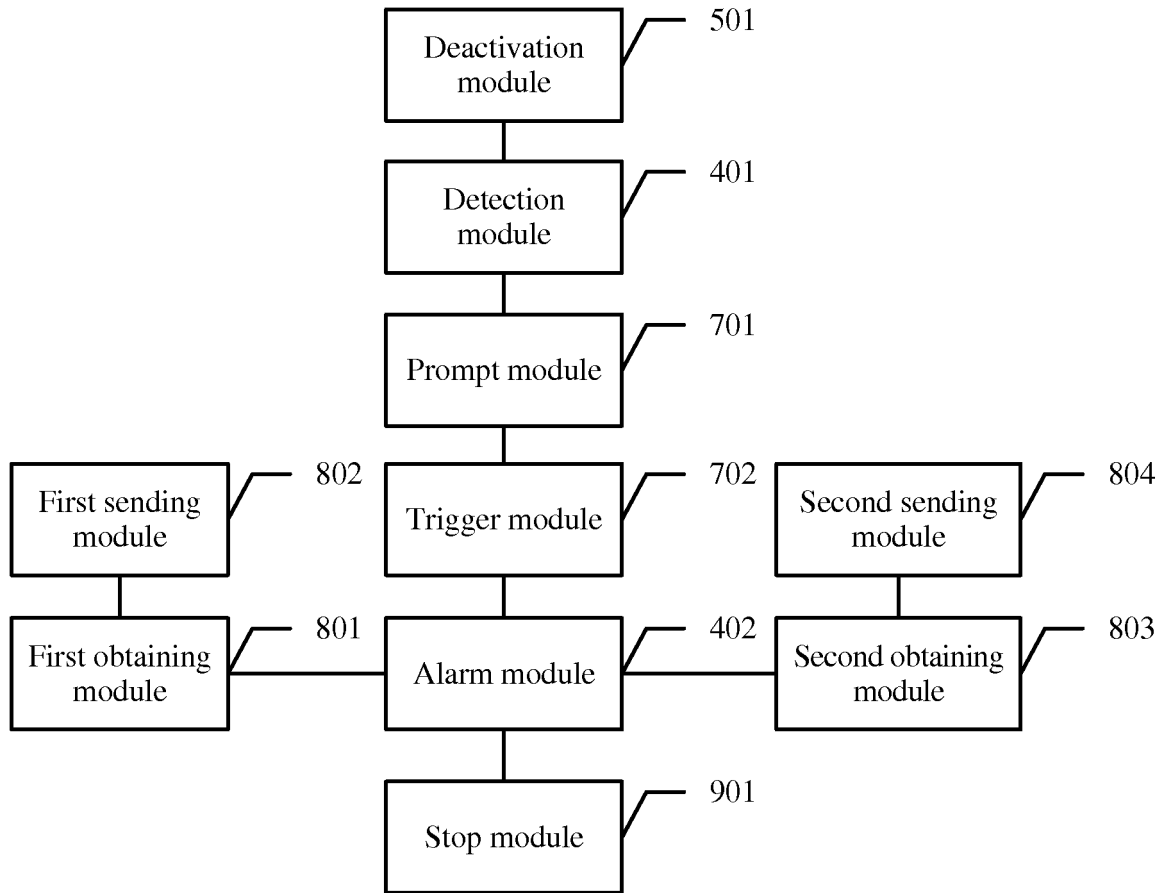 501
Deactivation
module
401
Detection
module
701
Prompt module
802
First sending
module
702
Trigger module
804
Second sending
module
801
First obtaining
module
402
Alarm module
803
Second obtaining
module
901
Stop module